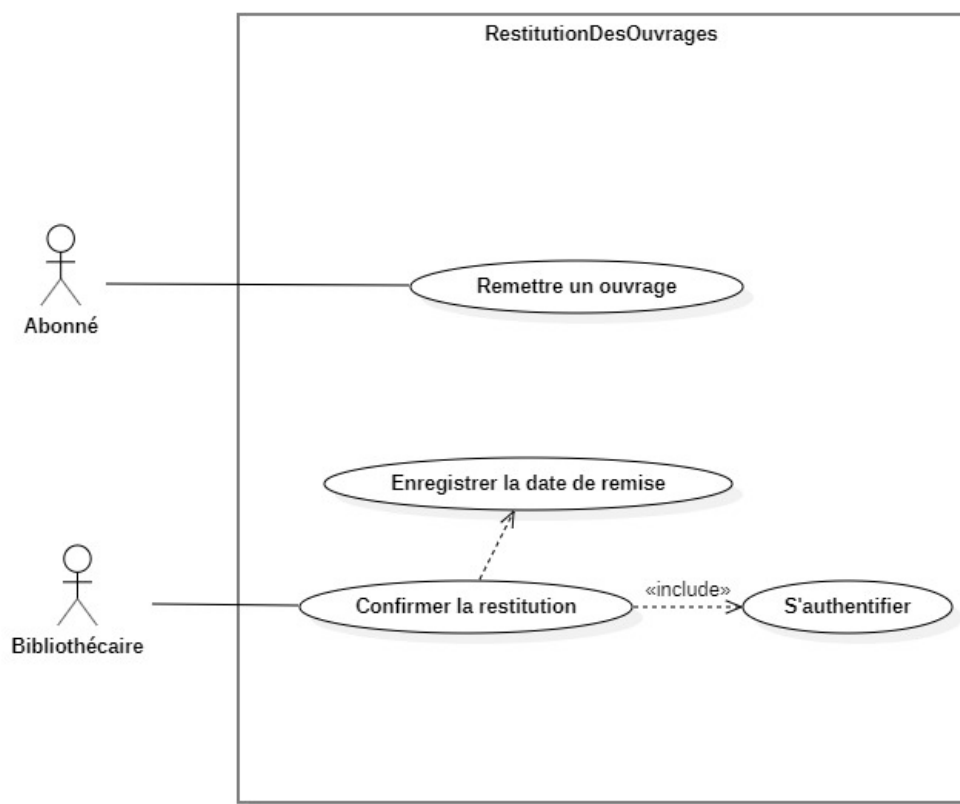 RestitutionDesOuvrages
Remettre un ouvrage
Abonné
Enregistrer la date de remise
«include»
Confirmer la restitution
S'authentifier
Bibliothécaire